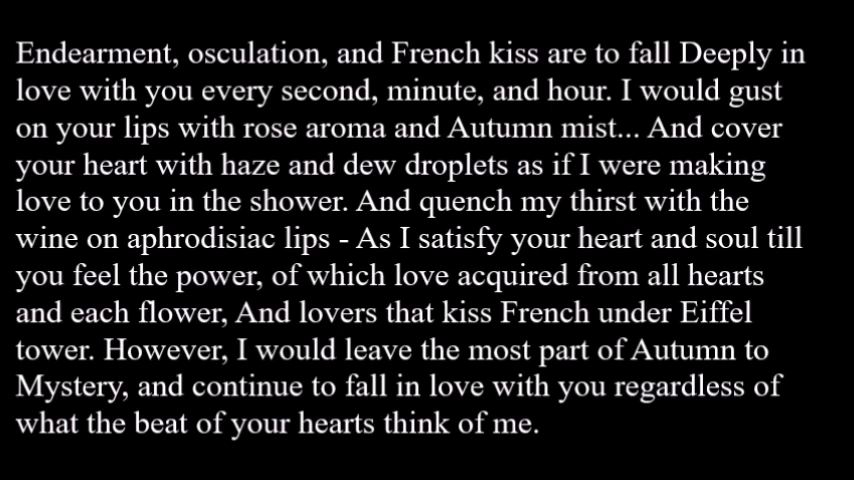 Endearment, osculation, and French kiss are to fall Deeply in
love with you every second, minute, and hour. I would gust
on your lips with rose aroma and Autumn mist... And cover
your heart with haze and dew droplets as if I were making
love to you in the shower. And quench my thirst with the
wine on aphrodisiac lips - As I satisfy your heart and soul till
you feel the power, of which love acquired from all hearts
and each flower, And lovers that kiss French under Eiffel
tower. However, I would leave the most part of Autumn to
Mystery, and continue to fall in love with you regardless of
what the beat of your hearts think of me.